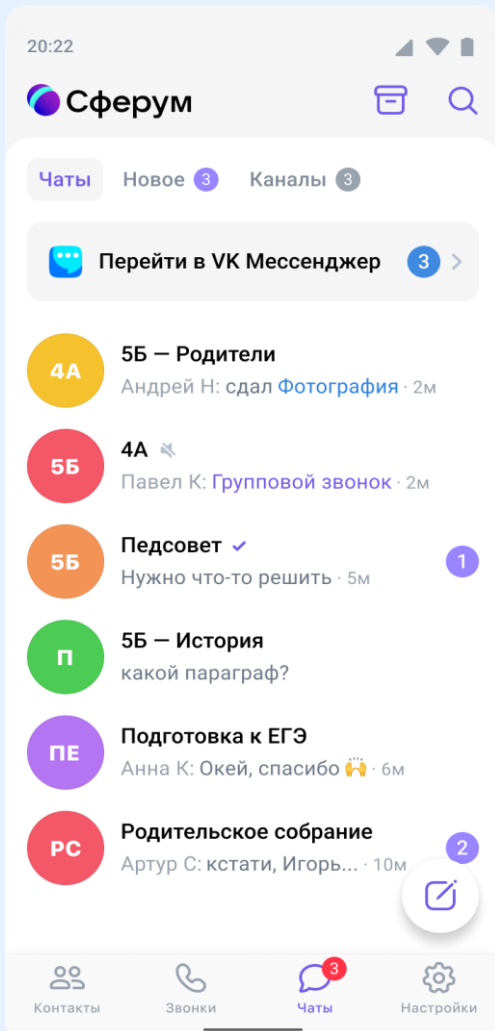 20:22
Сферум
Чаты Новое 3 Каналы 3
Перейти в VK Мессенджер 3
4А 5Б — Родители
Андрей Н: сдал Фотография · 2м
5Б 4А
Павел К: Групповой звонок · 2м
5Б Педсовет
Нужно что-то решить · 5м 1
П 5Б — История
какой параграф?
ПЕ Подготовка к ЕГЭ
Анна К: Окей, спасибо 🙌 · 6м
РС Родительское собрание
Артур С: кстати, Игорь... · 10м 2
3
Контакты Звонки Чаты Настройки